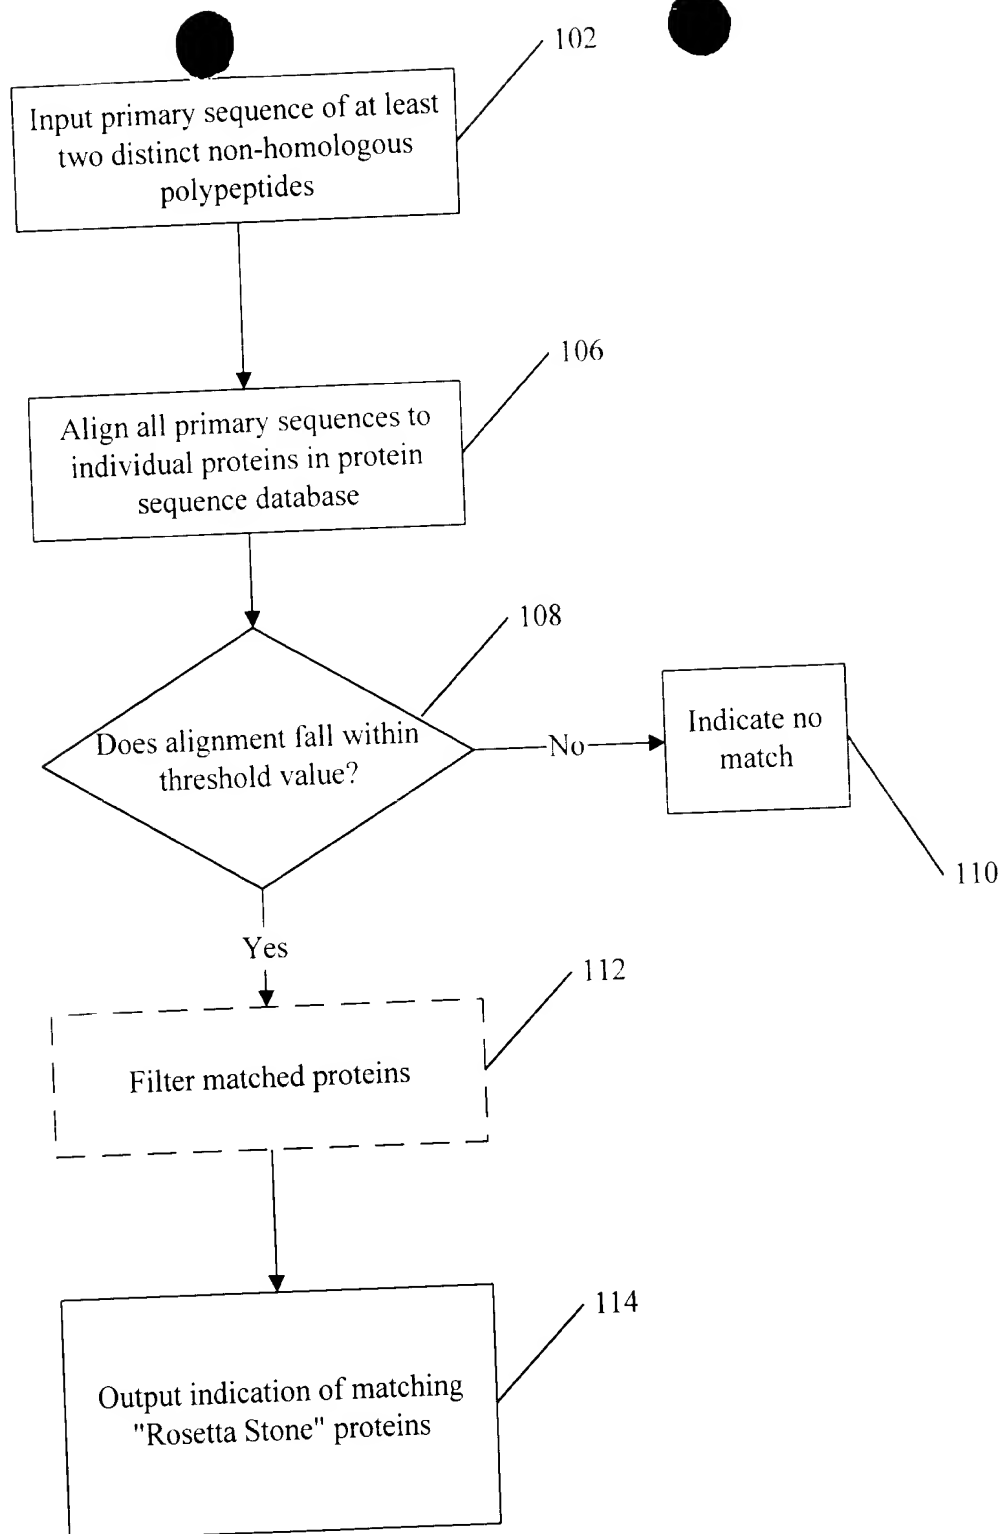 102
Input primary sequence of at least
two distinct non-homologous
polypeptides
106
Align all primary sequences to
individual proteins in protein
sequence database
108
Does alignment fall within
threshold value?
No
Indicate no
match
110
Yes
112
Filter matched proteins
114
Output indication of matching
"Rosetta Stone" proteins